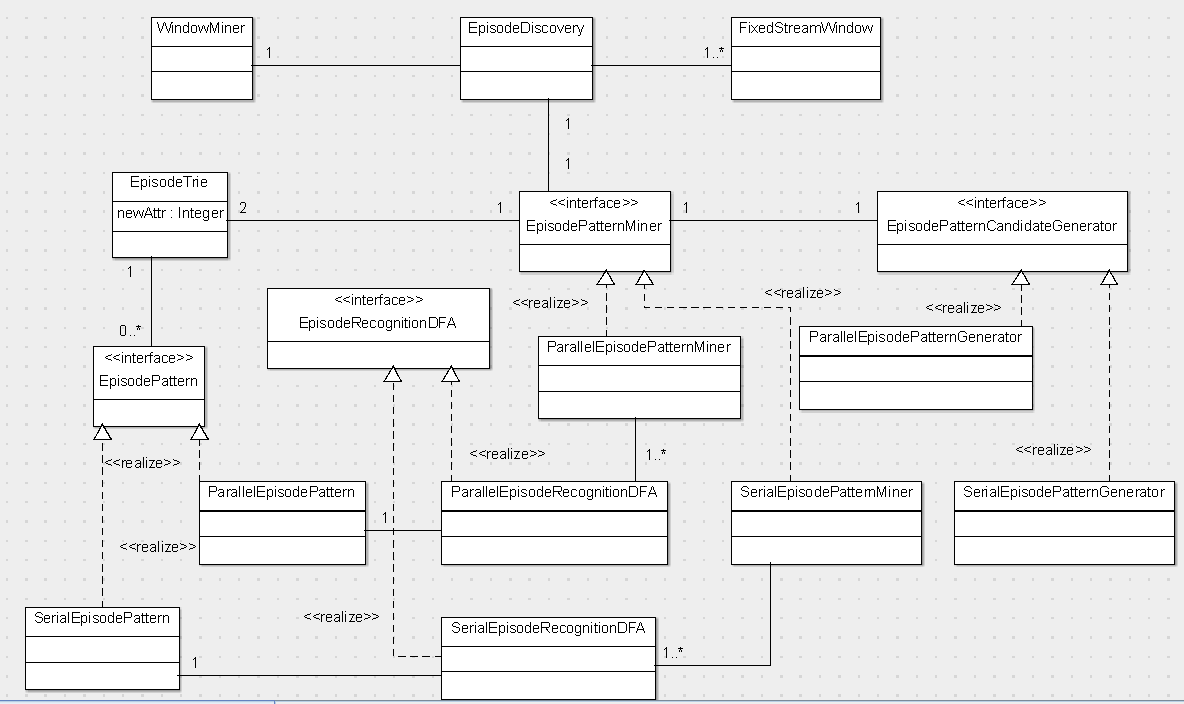 WindowMiner
EpisodeDiscovery
FixedStreamWindow
1
1..*
1
1
EpisodeTrie
newAttr : Integer
2
1
<<interface>>
EpisodePatternMiner
1
1
<<interface>>
EpisodePatternCandidateGenerator
1
0..*
<<interface>>
EpisodeRecognitionDFA
<<realize>>
<<realize>>
<<realize>>
<<interface>>
EpisodePattern
ParallelEpisodePatternMiner
ParallelEpisodePatternGenerator
<<realize>>
<<realize>>
1..*
<<realize>>
ParallelEpisodePattern
ParallelEpisodeRecognitionDFA
SerialEpisodePatternMiner
SerialEpisodePatternGenerator
1
<<realize>>
<<realize>>
SerialEpisodePattern
SerialEpisodeRecognitionDFA
1
1..*